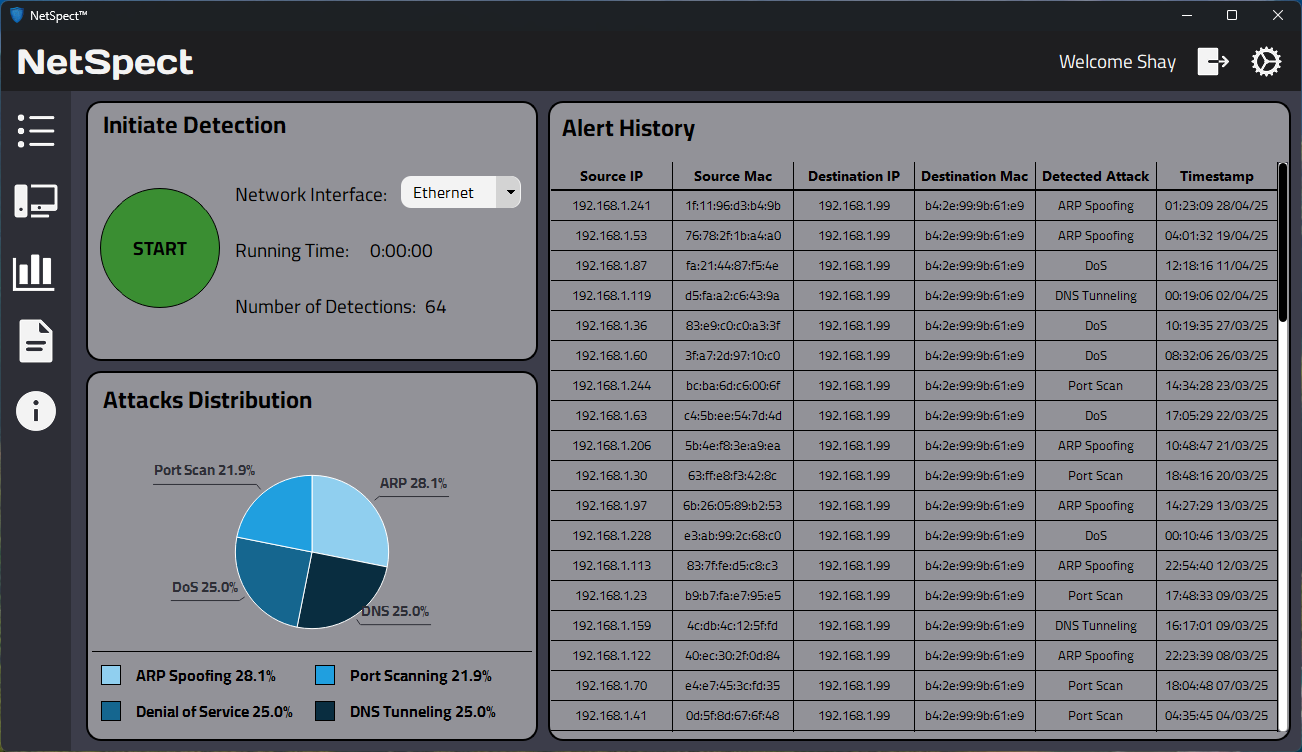 NetSpect™
NetSpect
Welcome Shay
Initiate Detection
START
Network Interface: Ethernet
Running Time: 0:00:00
Number of Detections: 64
Attacks Distribution
Port Scan 21.9%
ARP 28.1%
DoS 25.0%
DNS 25.0%
ARP Spoofing 28.1% Port Scanning 21.9%
Denial of Service 25.0% DNS Tunneling 25.0%
Alert History
Source IP Source Mac Destination IP Destination Mac Detected Attack Timestamp
192.168.1.241 1f:11:96:d3:b4:9b 192.168.1.99 b4:2e:99:9b:61:e9 ARP Spoofing 01:23:09 28/04/25
192.168.1.53 76:78:2f:1b:a4:a0 192.168.1.99 b4:2e:99:9b:61:e9 ARP Spoofing 04:01:32 19/04/25
192.168.1.87 fa:21:44:87:f5:4e 192.168.1.99 b4:2e:99:9b:61:e9 DoS 12:18:16 11/04/25
192.168.1.119 d5:fa:a2:c6:43:9a 192.168.1.99 b4:2e:99:9b:61:e9 DNS Tunneling 00:19:06 02/04/25
192.168.1.36 83:e9:c0:c0:a3:3f 192.168.1.99 b4:2e:99:9b:61:e9 DoS 10:19:35 27/03/25
192.168.1.60 3f:a7:2d:97:10:c0 192.168.1.99 b4:2e:99:9b:61:e9 DoS 08:32:06 26/03/25
192.168.1.244 bc:ba:6d:c6:00:6f 192.168.1.99 b4:2e:99:9b:61:e9 Port Scan 14:34:28 23/03/25
192.168.1.63 c4:5b:ee:54:7d:4d 192.168.1.99 b4:2e:99:9b:61:e9 DoS 17:05:29 22/03/25
192.168.1.206 5b:4e:f8:3e:a9:ea 192.168.1.99 b4:2e:99:9b:61:e9 ARP Spoofing 10:48:47 21/03/25
192.168.1.30 63:ff:e8:f3:42:8c 192.168.1.99 b4:2e:99:9b:61:e9 Port Scan 18:48:16 20/03/25
192.168.1.97 6b:26:05:89:b2:53 192.168.1.99 b4:2e:99:9b:61:e9 ARP Spoofing 14:27:29 13/03/25
192.168.1.228 e3:ab:99:2c:68:c0 192.168.1.99 b4:2e:99:9b:61:e9 DoS 00:10:46 13/03/25
192.168.1.113 83:7f:fe:d5:c8:c3 192.168.1.99 b4:2e:99:9b:61:e9 ARP Spoofing 22:54:40 12/03/25
192.168.1.23 b9:b7:fa:e7:95:e5 192.168.1.99 b4:2e:99:9b:61:e9 Port Scan 17:48:33 09/03/25
192.168.1.159 4c:db:4c:12:5f:fd 192.168.1.99 b4:2e:99:9b:61:e9 DNS Tunneling 16:17:01 09/03/25
192.168.1.122 40:ec:30:2f:0d:84 192.168.1.99 b4:2e:99:9b:61:e9 ARP Spoofing 22:23:39 08/03/25
192.168.1.70 e4:e7:45:3c:fd:35 192.168.1.99 b4:2e:99:9b:61:e9 Port Scan 18:04:48 07/03/25
192.168.1.41 0d:5f:8d:67:6f:48 192.168.1.99 b4:2e:99:9b:61:e9 Port Scan 04:35:45 04/03/25